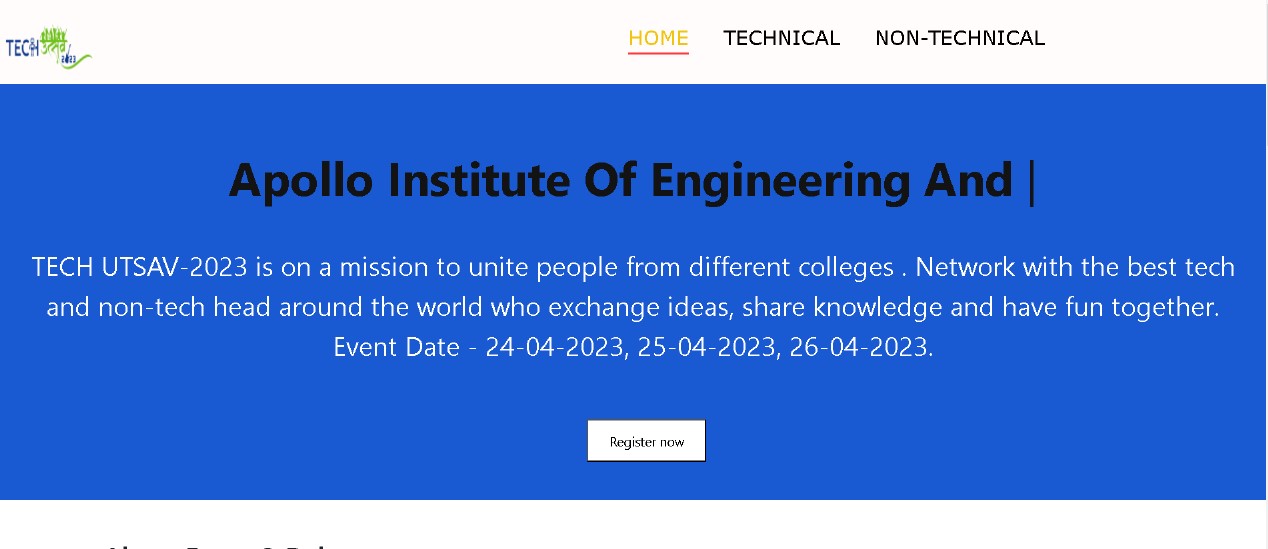 TECH उत्सव
2023
HOME TECHNICAL NON-TECHNICAL
Apollo Institute Of Engineering And |
TECH UTSAV-2023 is on a mission to unite people from different colleges . Network with the best tech
and non-tech head around the world who exchange ideas, share knowledge and have fun together.
Event Date - 24-04-2023, 25-04-2023, 26-04-2023.
Register now